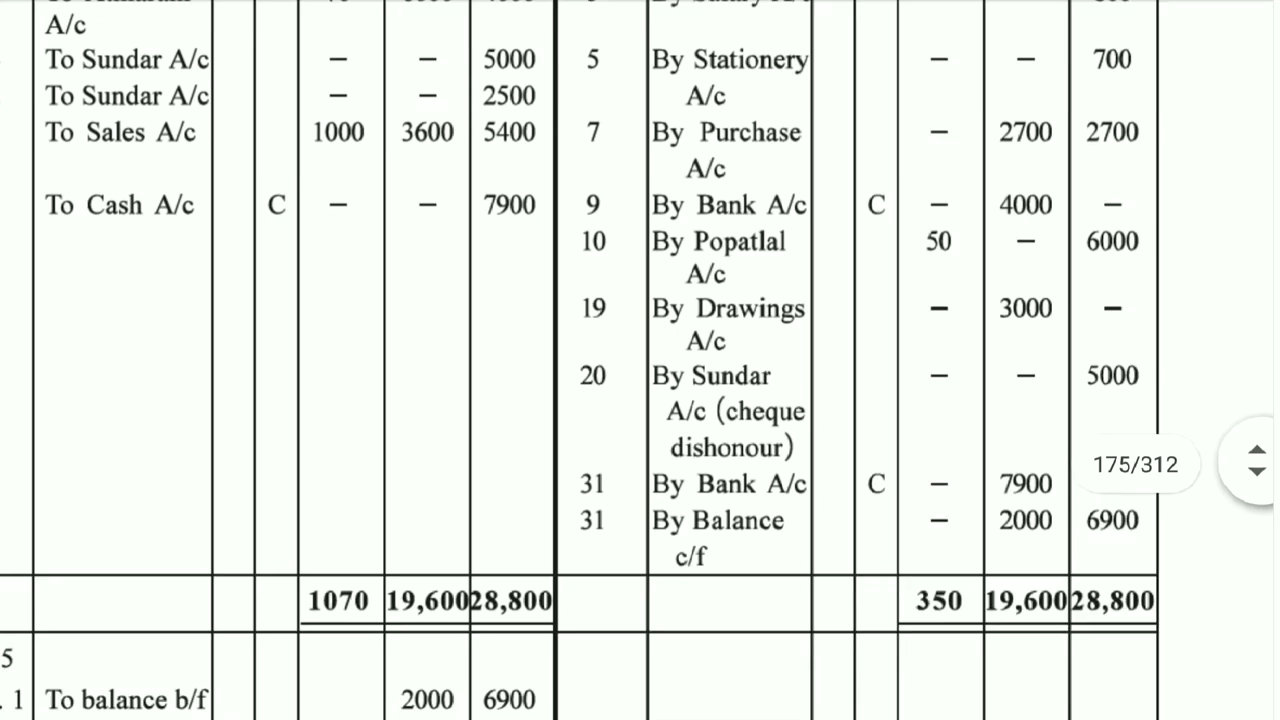 A/c
To Sundar A/c — — 5000 5 By Stationery — — 700
To Sundar A/c — — 2500 A/c
To Sales A/c 1000 3600 5400 7 By Purchase — 2700 2700
A/c
To Cash A/c C — — 7900 9 By Bank A/c C — 4000 —
10 By Popatlal 50 — 6000
A/c
19 By Drawings — 3000 —
A/c
20 By Sundar — — 5000
A/c (cheque
dishonour)
175/312
31 By Bank A/c C — 7900
31 By Balance — 2000 6900
c/f
1070 19,600 28,800 350 19,600 28,800
5
. 1 To balance b/f 2000 6900